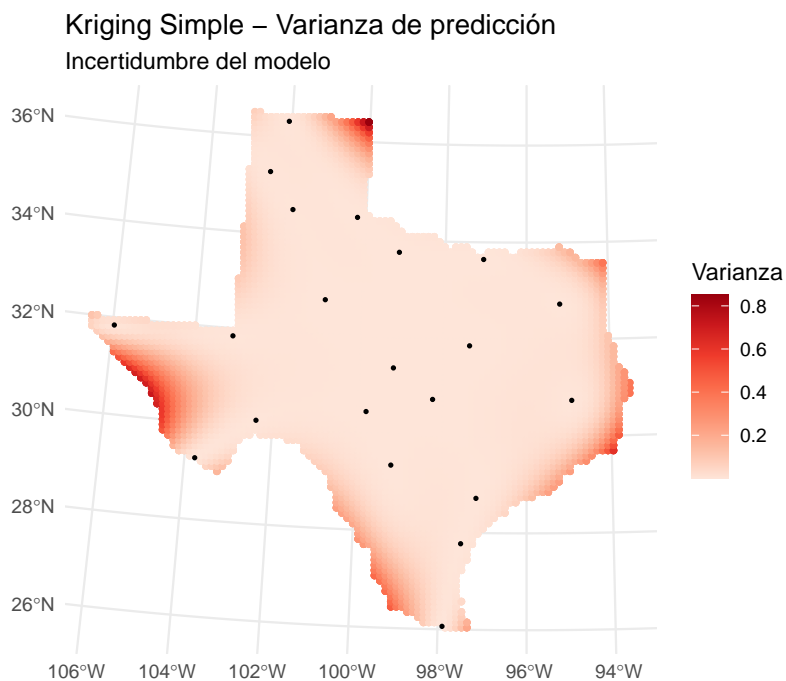 Kriging Simple – Varianza de predicción
Incertidumbre del modelo
36°N
34°N
32°N
30°N
28°N
26°N
106°W 104°W 102°W 100°W 98°W 96°W 94°W
Varianza
0.8
0.6
0.4
0.2